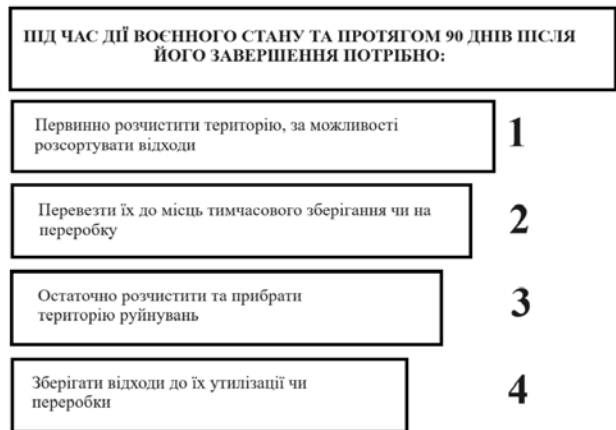 ПІД ЧАС ДІЇ ВОЄННОГО СТАНУ ТА ПРОТЯГОМ 90 ДНІВ ПІСЛЯ
ЙОГО ЗАВЕРШЕННЯ ПОТРІБНО:
Первинно розчистити територію, за можливості
розсортувати відходи
1
Перевезти їх до місць тимчасового зберігання чи на
переробку
2
Остаточно розчистити та прибрати
територію руйнувань
3
Зберігати відходи до їх утилізації чи
переробки
4